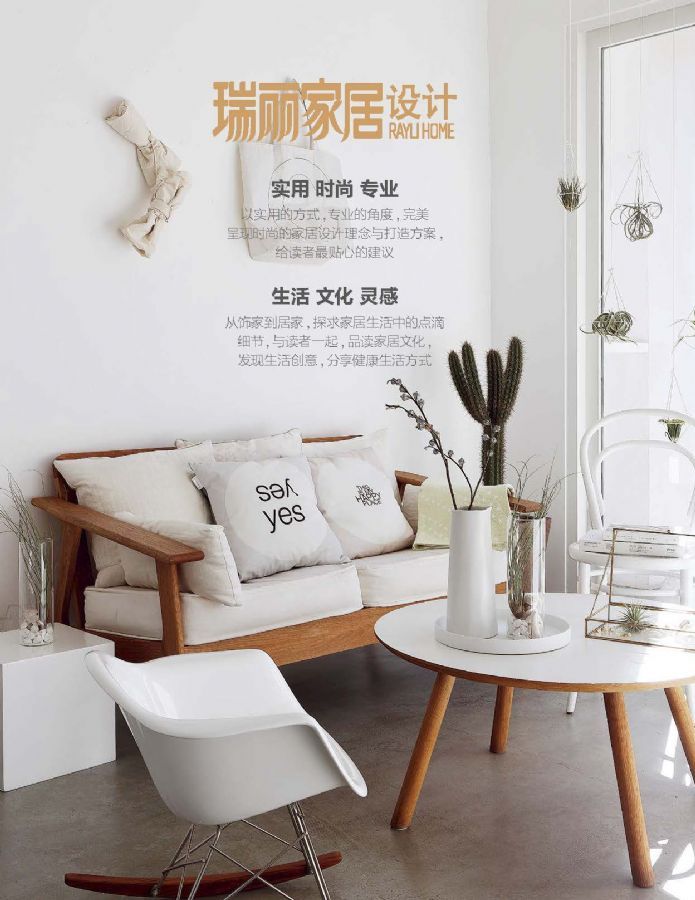 瑞丽家居设计
RAYLI HOME
实用 时尚 专业
以实用的方式，专业的角度，完美
呈现时尚的家居设计理念与打造方案，
给读者最贴心的建议
生活 文化 灵感
从饰家到居家，探求家居生活中的点滴
细节，与读者一起，品读家居文化，
发现生活创意，分享健康生活方式
say
yes
THIS
IS OUR
HAPPY
PLACE